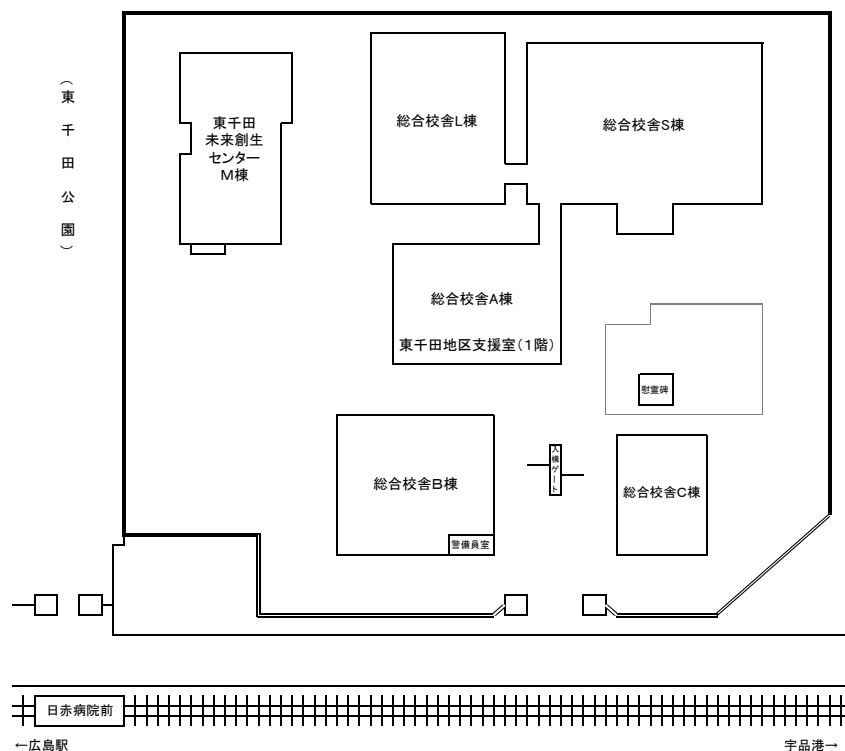 （東千田公園）
東千田
未来創生
センター
M棟
総合校舎L棟
総合校舎S棟
総合校舎A棟
東千田地区支援室（1階）
慰霊碑
総合校舎B棟
入構ゲート
総合校舎C棟
警備員室
日赤病院前
←広島駅
宇品港→